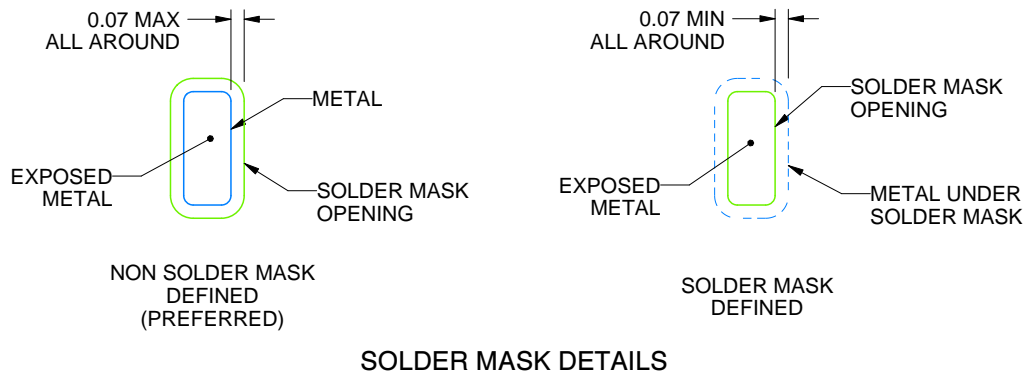 0.07 MAX
ALL AROUND
METAL
EXPOSED
METAL
SOLDER MASK
OPENING
NON SOLDER MASK
DEFINED
(PREFERRED)
0.07 MIN
ALL AROUND
SOLDER MASK
OPENING
EXPOSED
METAL
METAL UNDER
SOLDER MASK
SOLDER MASK
DEFINED
SOLDER MASK DETAILS